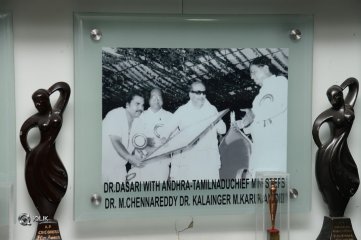 DR.DASARI WITH ANDHRA-TAMILNADUCHIEF MINISTERS
DR. M.CHENNAREDDY DR. KALAINGER M.KARUNANIDHI